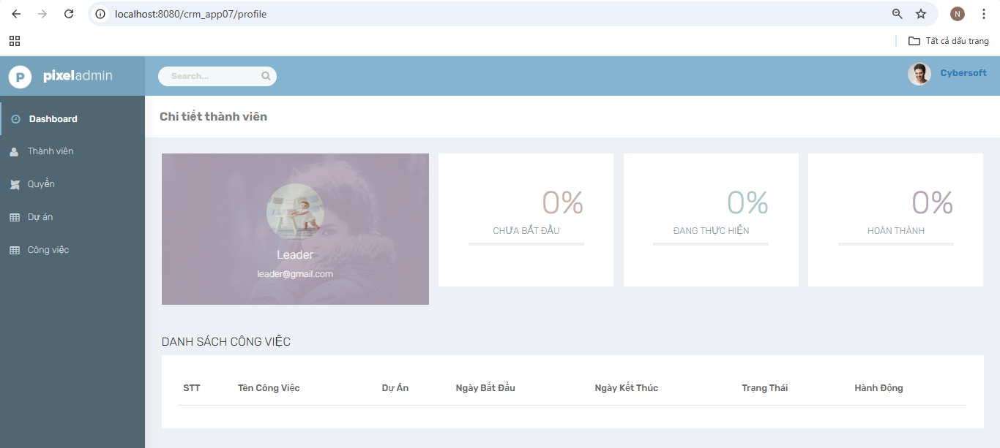 localhost:8080/crm_app07/profile
N
Tất cả dấu trang
P pixeladmin
Search...
Cybersoft
Dashboard
Thành viên
Quyền
Dự án
Công việc
Chi tiết thành viên
Leader
leader@gmail.com
0%
CHƯA BẮT ĐẦU
0%
ĐANG THỰC HIỆN
0%
HOÀN THÀNH
DANH SÁCH CÔNG VIỆC
STT Tên Công Việc Dự Án Ngày Bắt Đầu Ngày Kết Thúc Trạng Thái Hành Động